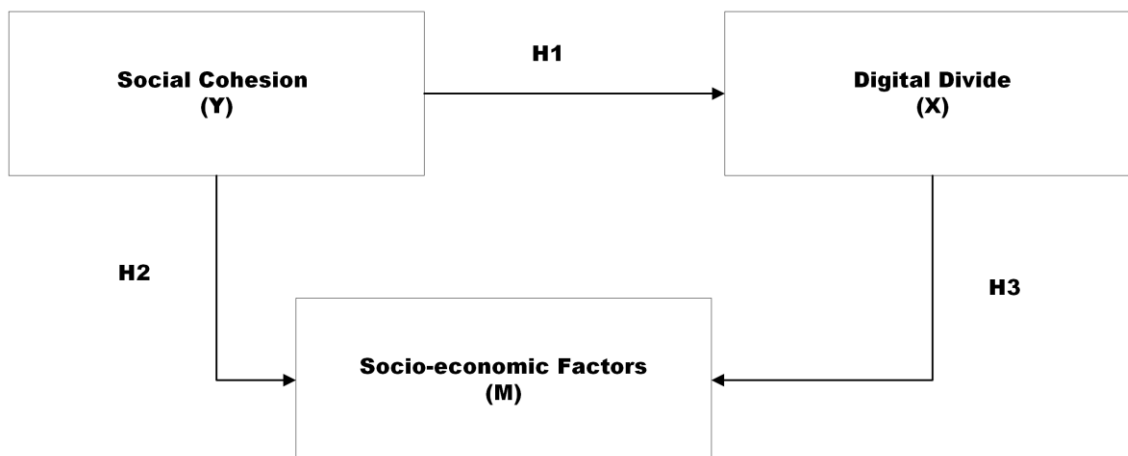 H1
Social Cohesion
(Y)
Digital Divide
(X)
H2
H3
Socio-economic Factors
(M)